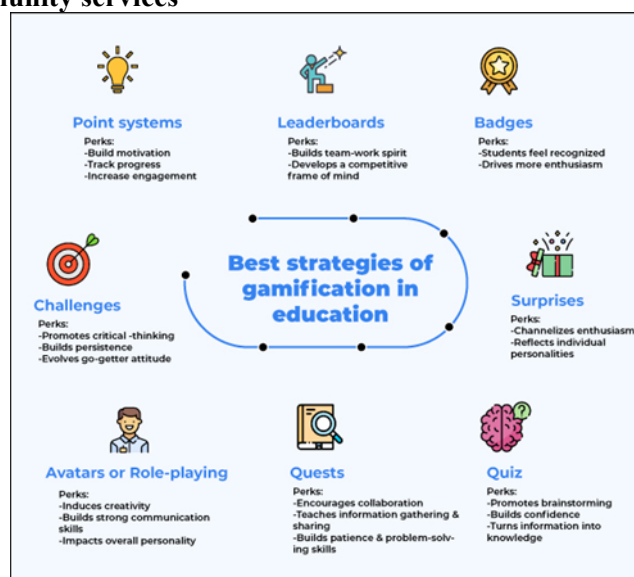 services
Point systems
Perks:
-Build motivation
-Track progress
-Increase engagement
Leaderboards
Perks:
-Builds team-work spirit
-Develops a competitive
frame of mind
Badges
Perks:
-Students feel recognized
-Drives more enthusiasm
Best strategies of
gamification in
education
Challenges
Perks:
-Promotes critical -thinking
-Builds persistence
-Evolves go-getter attitude
Surprises
Perks:
-Channelizes enthusiasm
-Reflects individual
personalities
Avatars or Role-playing
Perks:
-Induces creativity
-Builds strong communication
skills
-Impacts overall personality
Quests
Perks:
-Encourages collaboration
-Teaches information gathering &
sharing
-Builds patience & problem-solv-
ing skills
Quiz
Perks:
-Promotes brainstorming
-Builds confidence
-Turns information into
knowledge